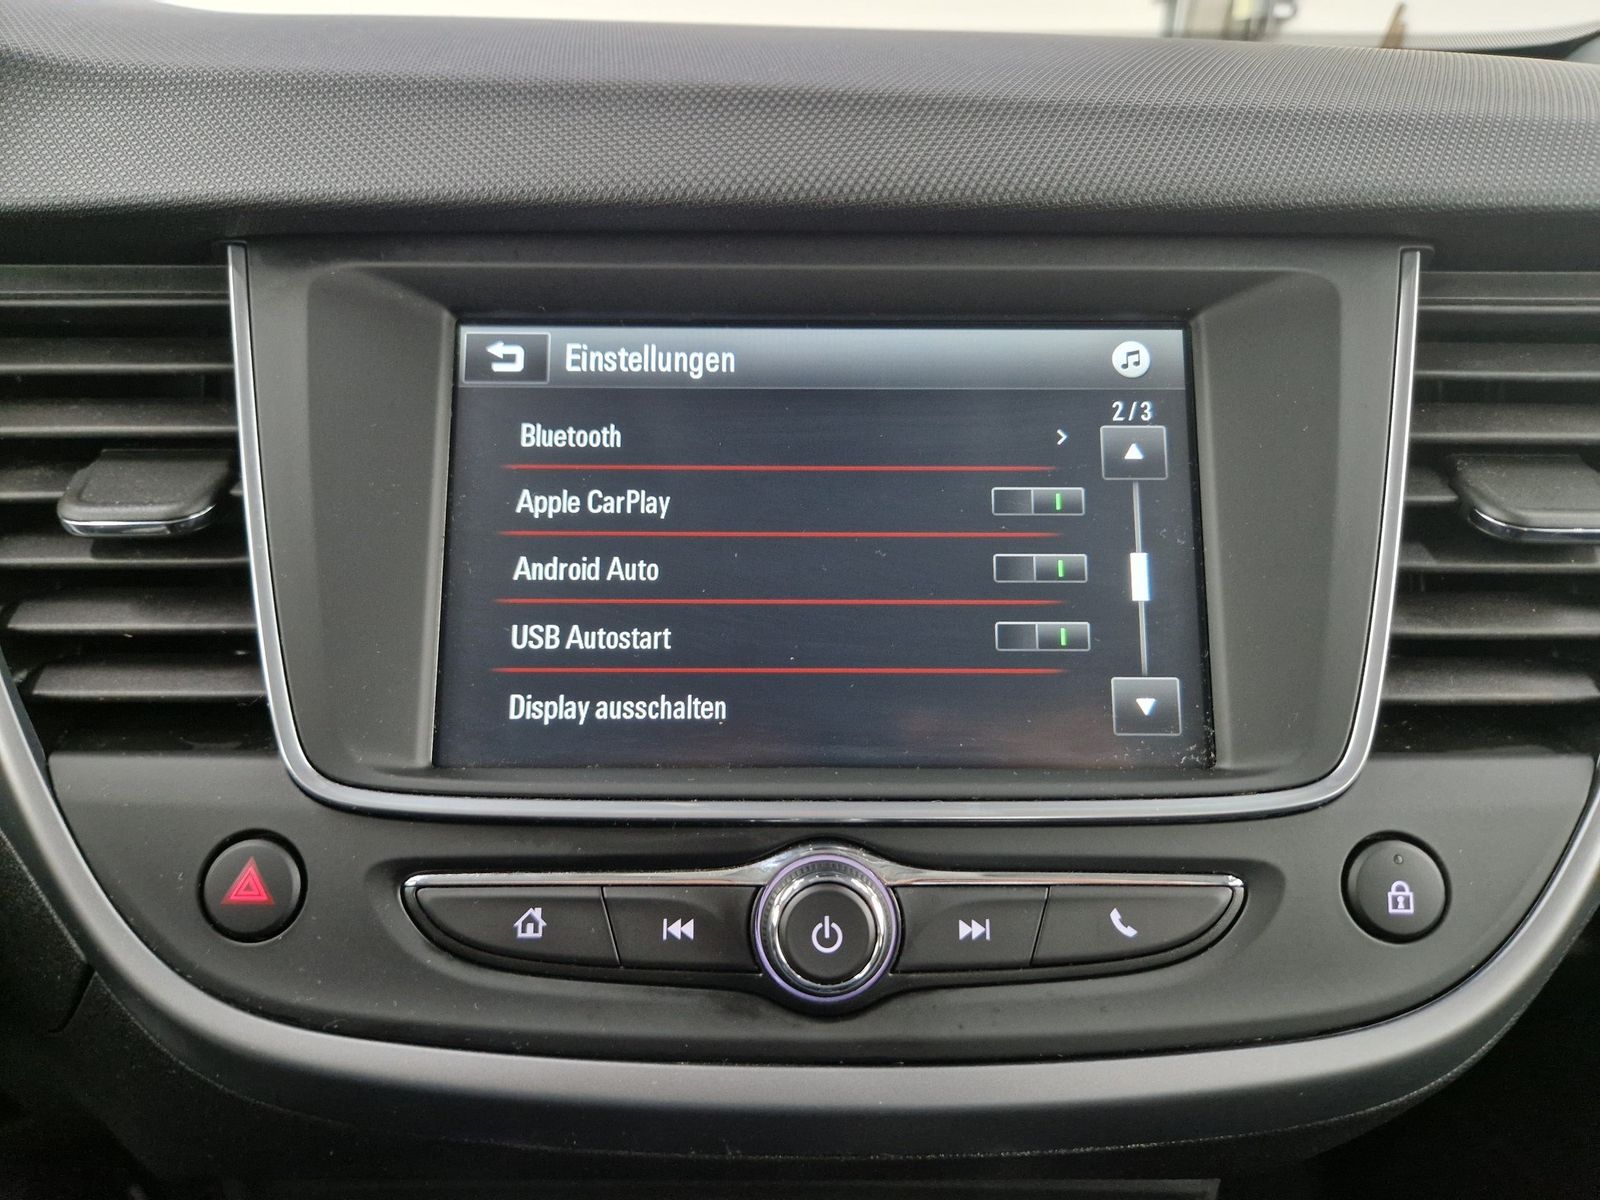 Einstellungen
2/3
Bluetooth
Apple CarPlay
Android Auto
USB Autostart
Display ausschalten